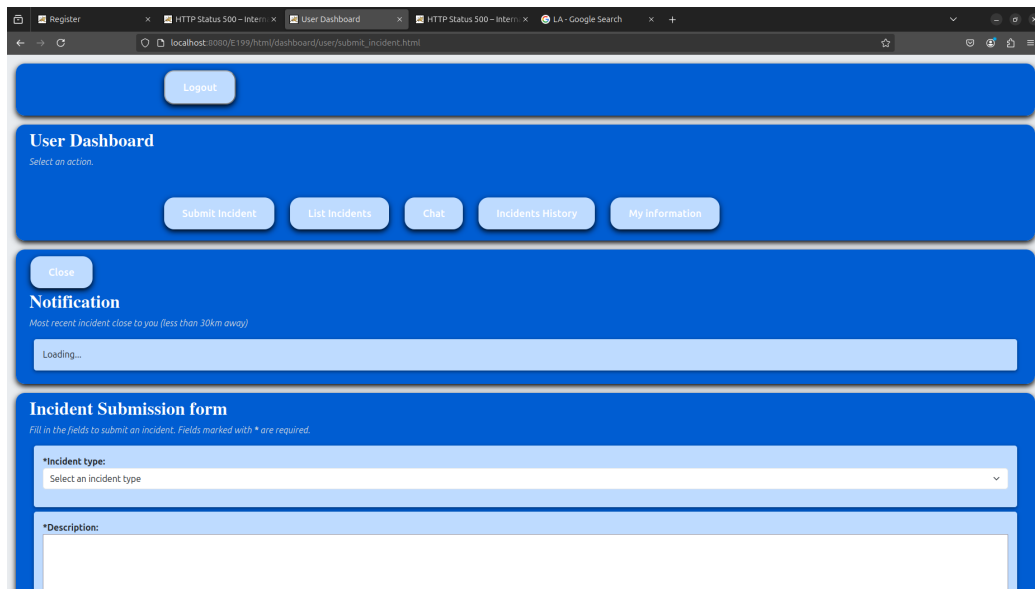 Register
HTTP Status 500 – Intern
User Dashboard
HTTP Status 500 – Intern
LA - Google Search
localhost:8080/E199/html/dashboard/user/submit_incident.html
Logout
User Dashboard
Select an action.
Submit Incident
List Incidents
Chat
Incidents History
My information
Close
Notification
Most recent incident close to you (less than 30km away)
Loading...
Incident Submission form
Fill in the fields to submit an incident. Fields marked with * are required.
*Incident type:
Select an incident type
*Description: